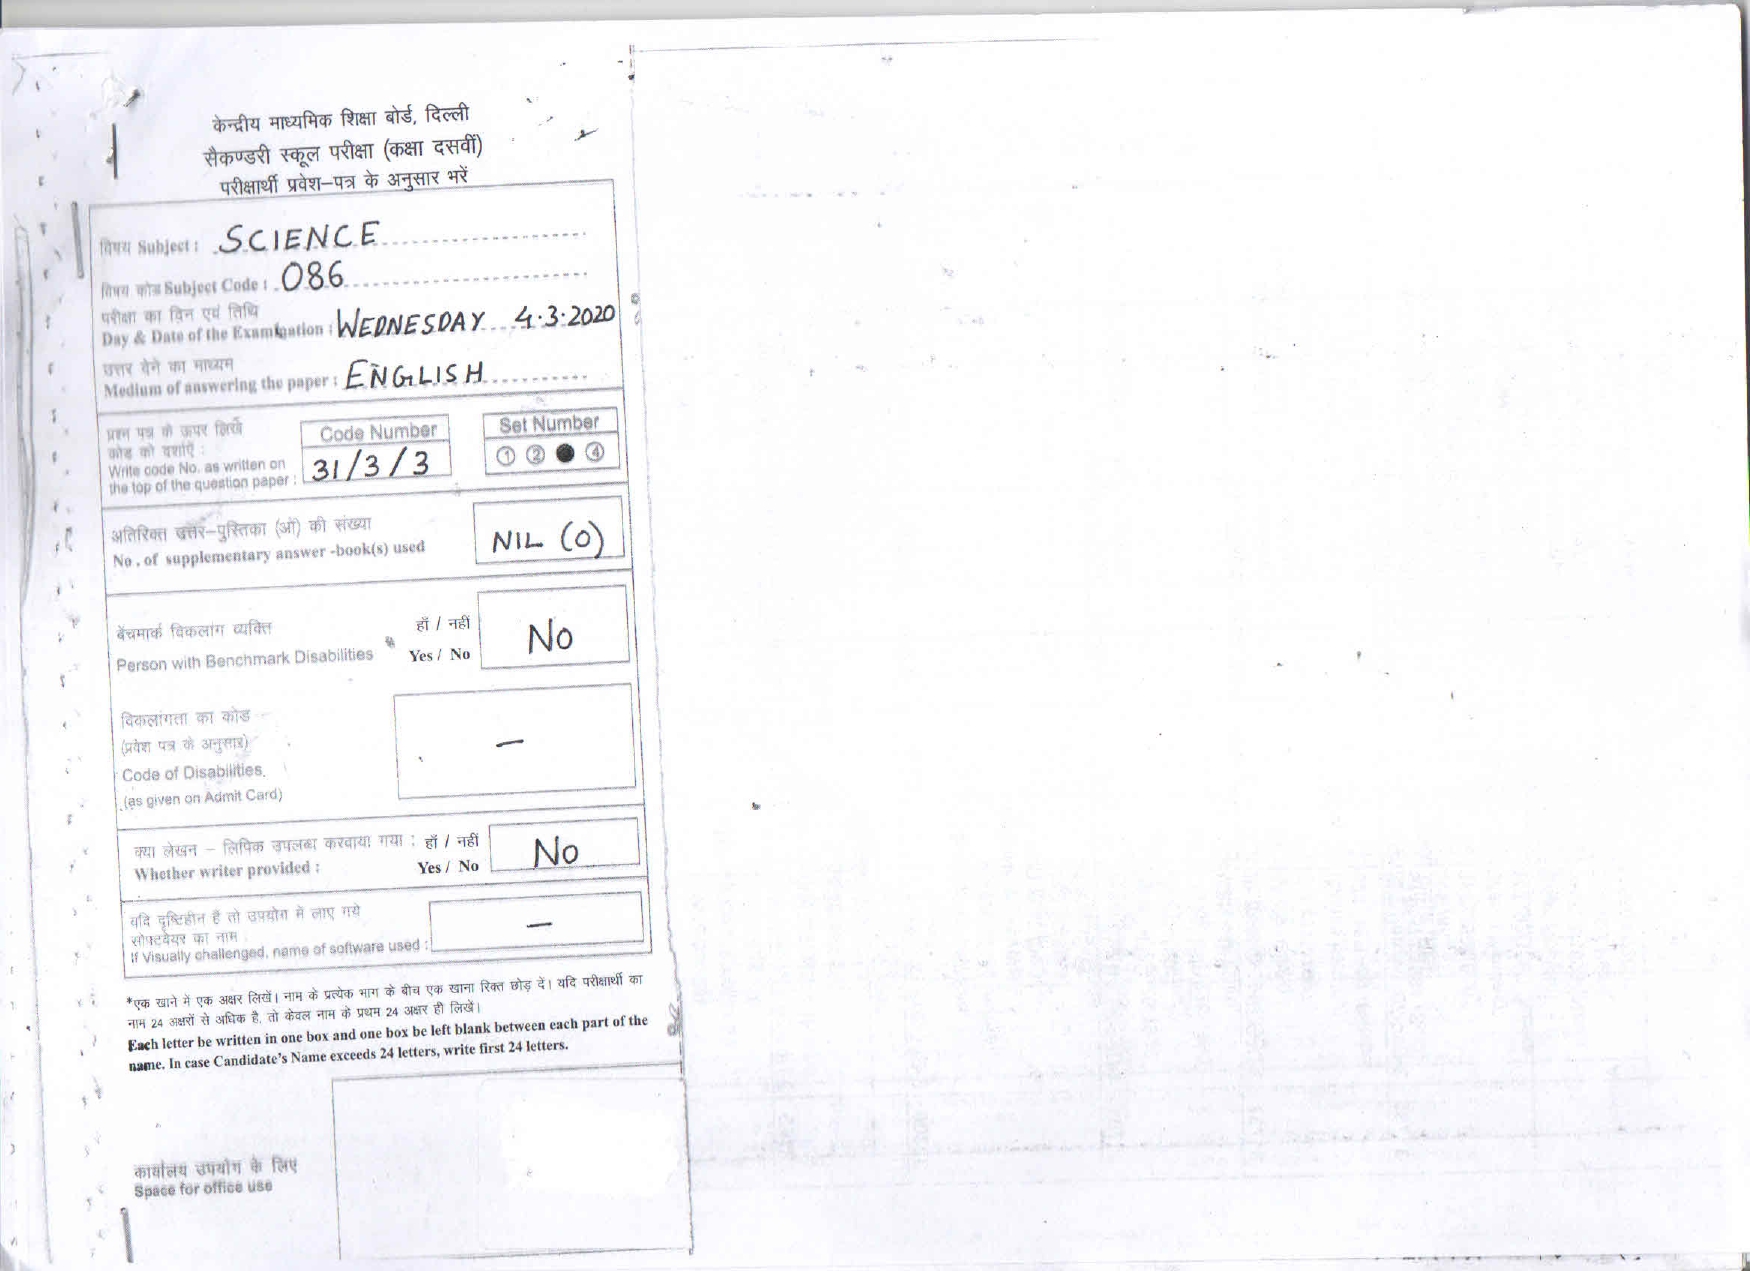 केन्द्रीय माध्यमिक शिक्षा बोर्ड, दिल्ली
सैकण्डरी स्कूल परीक्षा (कक्षा दसवीं)
परीक्षार्थी प्रवेश-पत्र के अनुसार भरें
विषय Subject : SCIENCE
विषय कोड Subject Code : 086
परीक्षा का दिन एवं तिथि
Day & Date of the Examination : WEDNESDAY 4.3.2020
उत्तर देने का माध्यम
Medium of answering the paper : ENGLISH
प्रश्न पत्र के ऊपर लिखें
कोड को दर्शाएं :
Write code No. as written on
the top of the question paper :
Code Number
31/3/3
Set Number
① ② ● ④
अतिरिक्त उत्तर-पुस्तिका (ओं) की संख्या
No. of supplementary answer -book(s) used
NIL (0)
बेंचमार्क विकलांग व्यक्ति हाँ / नहीं
Person with Benchmark Disabilities Yes / No
No
विकलांगता का कोड
(प्रवेश पत्र के अनुसार)
Code of Disabilities.
(as given on Admit Card)
–
क्या लेखन – लिपिक उपलब्ध करवाया गया : हाँ / नहीं
Whether writer provided : Yes / No
No
यदि दृष्टिहीन है तो उपयोग में लाए गये
सोफ्टवेयर का नाम
If Visually challenged, name of software used :
–
*एक खाने में एक अक्षर लिखें। नाम के प्रत्येक भाग के बीच एक खाना रिक्त छोड़ दें। यदि परीक्षार्थी का
नाम 24 अक्षरों से अधिक है, तो केवल नाम के प्रथम 24 अक्षर ही लिखें।
Each letter be written in one box and one box be left blank between each part of the
name. In case Candidate's Name exceeds 24 letters, write first 24 letters.
कार्यालय उपयोग के लिए
Space for office use